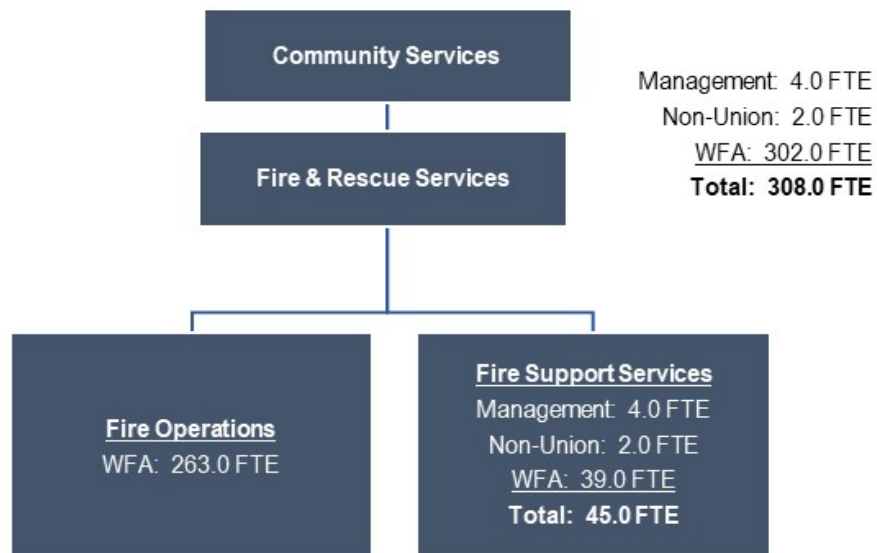 Community Services
Management: 4.0 FTE
Non-Union: 2.0 FTE
WFA: 302.0 FTE
Total: 308.0 FTE
Fire & Rescue Services
Fire Operations
WFA: 263.0 FTE
Fire Support Services
Management: 4.0 FTE
Non-Union: 2.0 FTE
WFA: 39.0 FTE
Total: 45.0 FTE